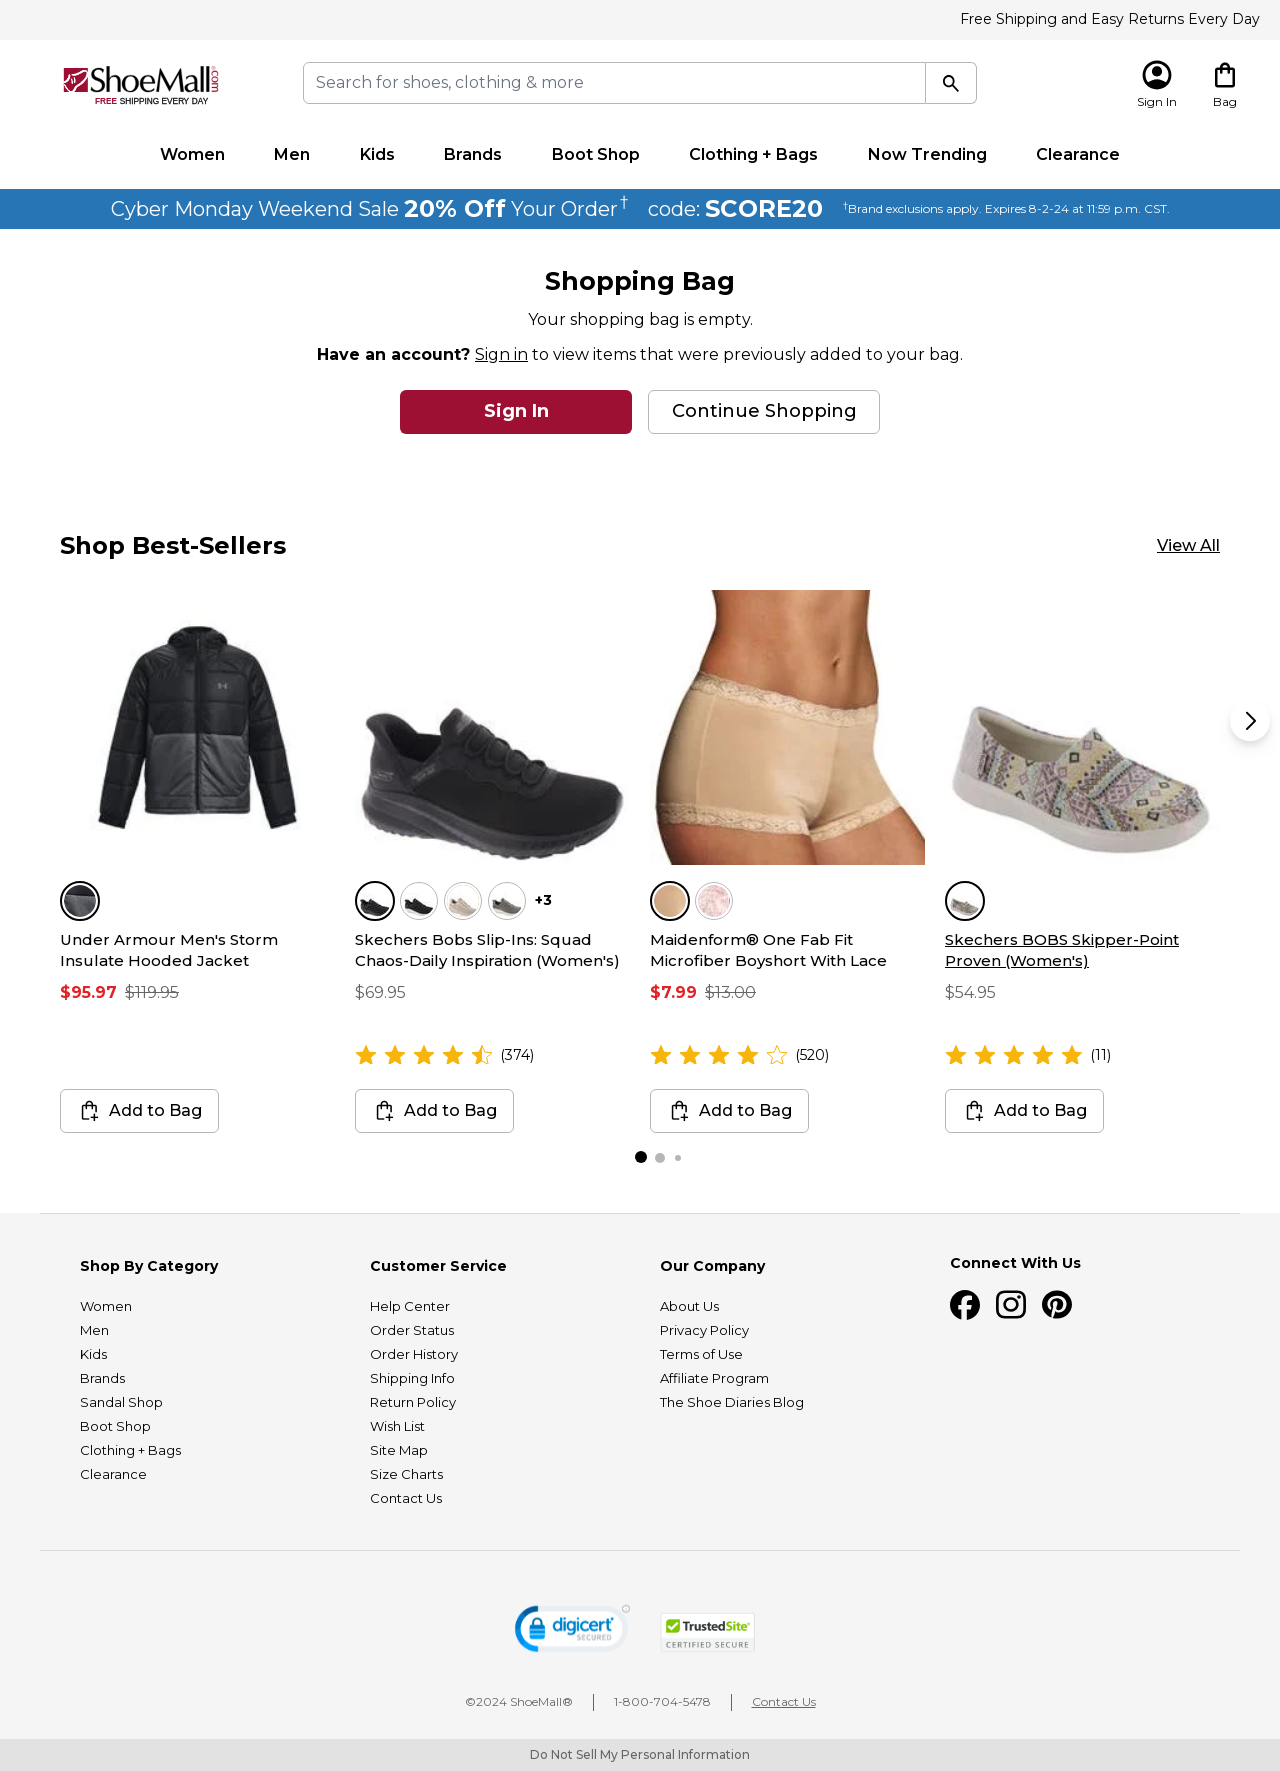 Free Shipping and Easy Returns Every Day
ShoeMall.com
FREE SHIPPING EVERY DAY
Search for shoes, clothing & more
Sign In
Bag
Women Men Kids Brands Boot Shop Clothing + Bags Now Trending Clearance
Cyber Monday Weekend Sale 20% Off Your Order† code: SCORE20 †Brand exclusions apply. Expires 8-2-24 at 11:59 p.m. CST.
Shopping Bag
Your shopping bag is empty.
Have an account? Sign in to view items that were previously added to your bag.
Sign In
Continue Shopping
Shop Best-Sellers
View All
Under Armour Men's Storm
Insulate Hooded Jacket
$95.97 $119.95
Add to Bag
+3
Skechers Bobs Slip-Ins: Squad
Chaos-Daily Inspiration (Women's)
$69.95
(374)
Add to Bag
Maidenform® One Fab Fit
Microfiber Boyshort With Lace
$7.99 $13.00
(520)
Add to Bag
Skechers BOBS Skipper-Point
Proven (Women's)
$54.95
(11)
Add to Bag
Shop By Category
Women
Men
Kids
Brands
Sandal Shop
Boot Shop
Clothing + Bags
Clearance
Customer Service
Help Center
Order Status
Order History
Shipping Info
Return Policy
Wish List
Site Map
Size Charts
Contact Us
Our Company
About Us
Privacy Policy
Terms of Use
Affiliate Program
The Shoe Diaries Blog
Connect With Us
digicert
SECURED
TrustedSite
CERTIFIED SECURE
©2024 ShoeMall®
1-800-704-5478
Contact Us
Do Not Sell My Personal Information